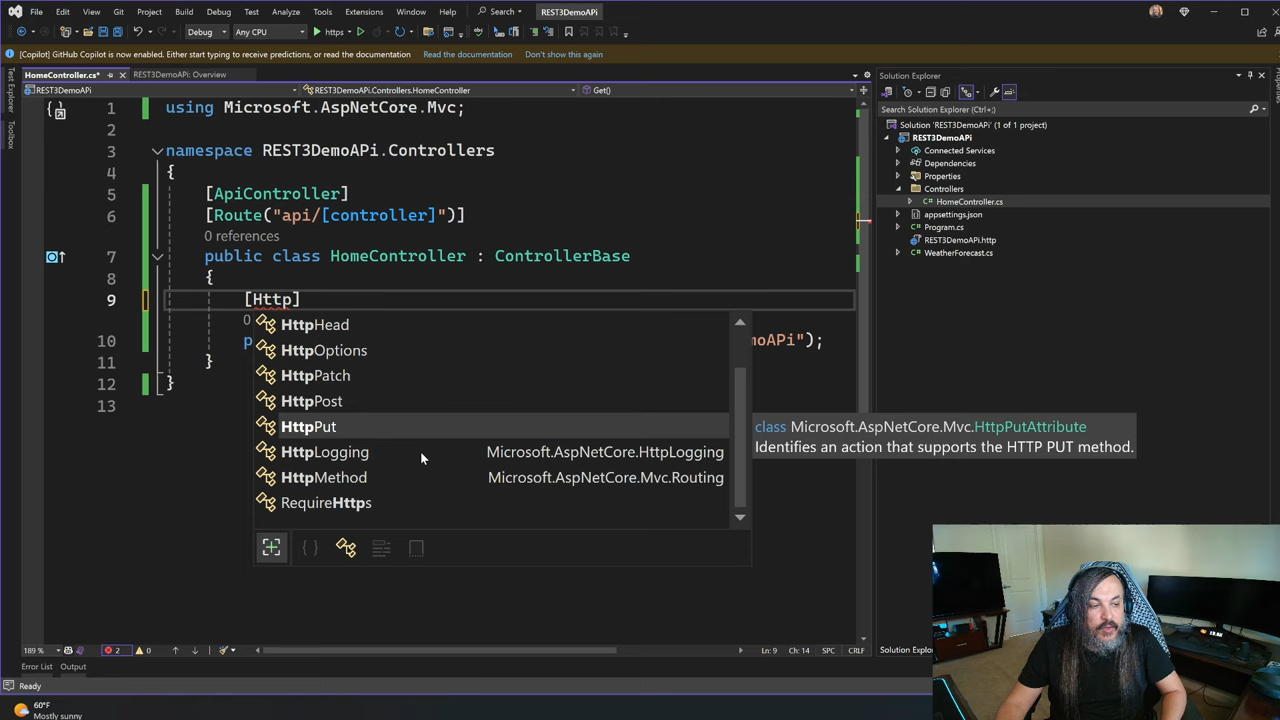 File Edit View Git Project Build Debug Test Analyze Tools Extensions Window Help Search REST3DemoAPi
Debug Any CPU https
[Copilot] GitHub Copilot is now enabled. Either start typing to receive predictions, or read the documentation Read the documentation Don't show this again
Test Explorer
Toolbox
HomeController.cs* REST3DemoAPi: Overview
REST3DemoAPi REST3DemoAPi.Controllers.HomeController Get()
1 using Microsoft.AspNetCore.Mvc;
2
3 namespace REST3DemoAPi.Controllers
4 {
5 [ApiController]
6 [Route("api/[controller]")]
0 references
7 public class HomeController : ControllerBase
8 {
9 [Http]
0
10 p moAPi");
11 }
12 }
13
HttpHead
HttpOptions
HttpPatch
HttpPost
HttpPut
HttpLogging Microsoft.AspNetCore.HttpLogging
HttpMethod Microsoft.AspNetCore.Mvc.Routing
RequireHttps
class Microsoft.AspNetCore.Mvc.HttpPutAttribute
Identifies an action that supports the HTTP PUT method.
189 % 2 0 Ln: 9 Ch: 14 SPC CRLF
Error List Output
Ready
60°F
Mostly sunny
Solution Explorer
Search Solution Explorer (Ctrl+;)
Solution 'REST3DemoAPi' (1 of 1 project)
REST3DemoAPi
Connected Services
Dependencies
Properties
Controllers
C# HomeController.cs
appsettings.json
C# Program.cs
REST3DemoAPi.http
C# WeatherForecast.cs
Solution Explo